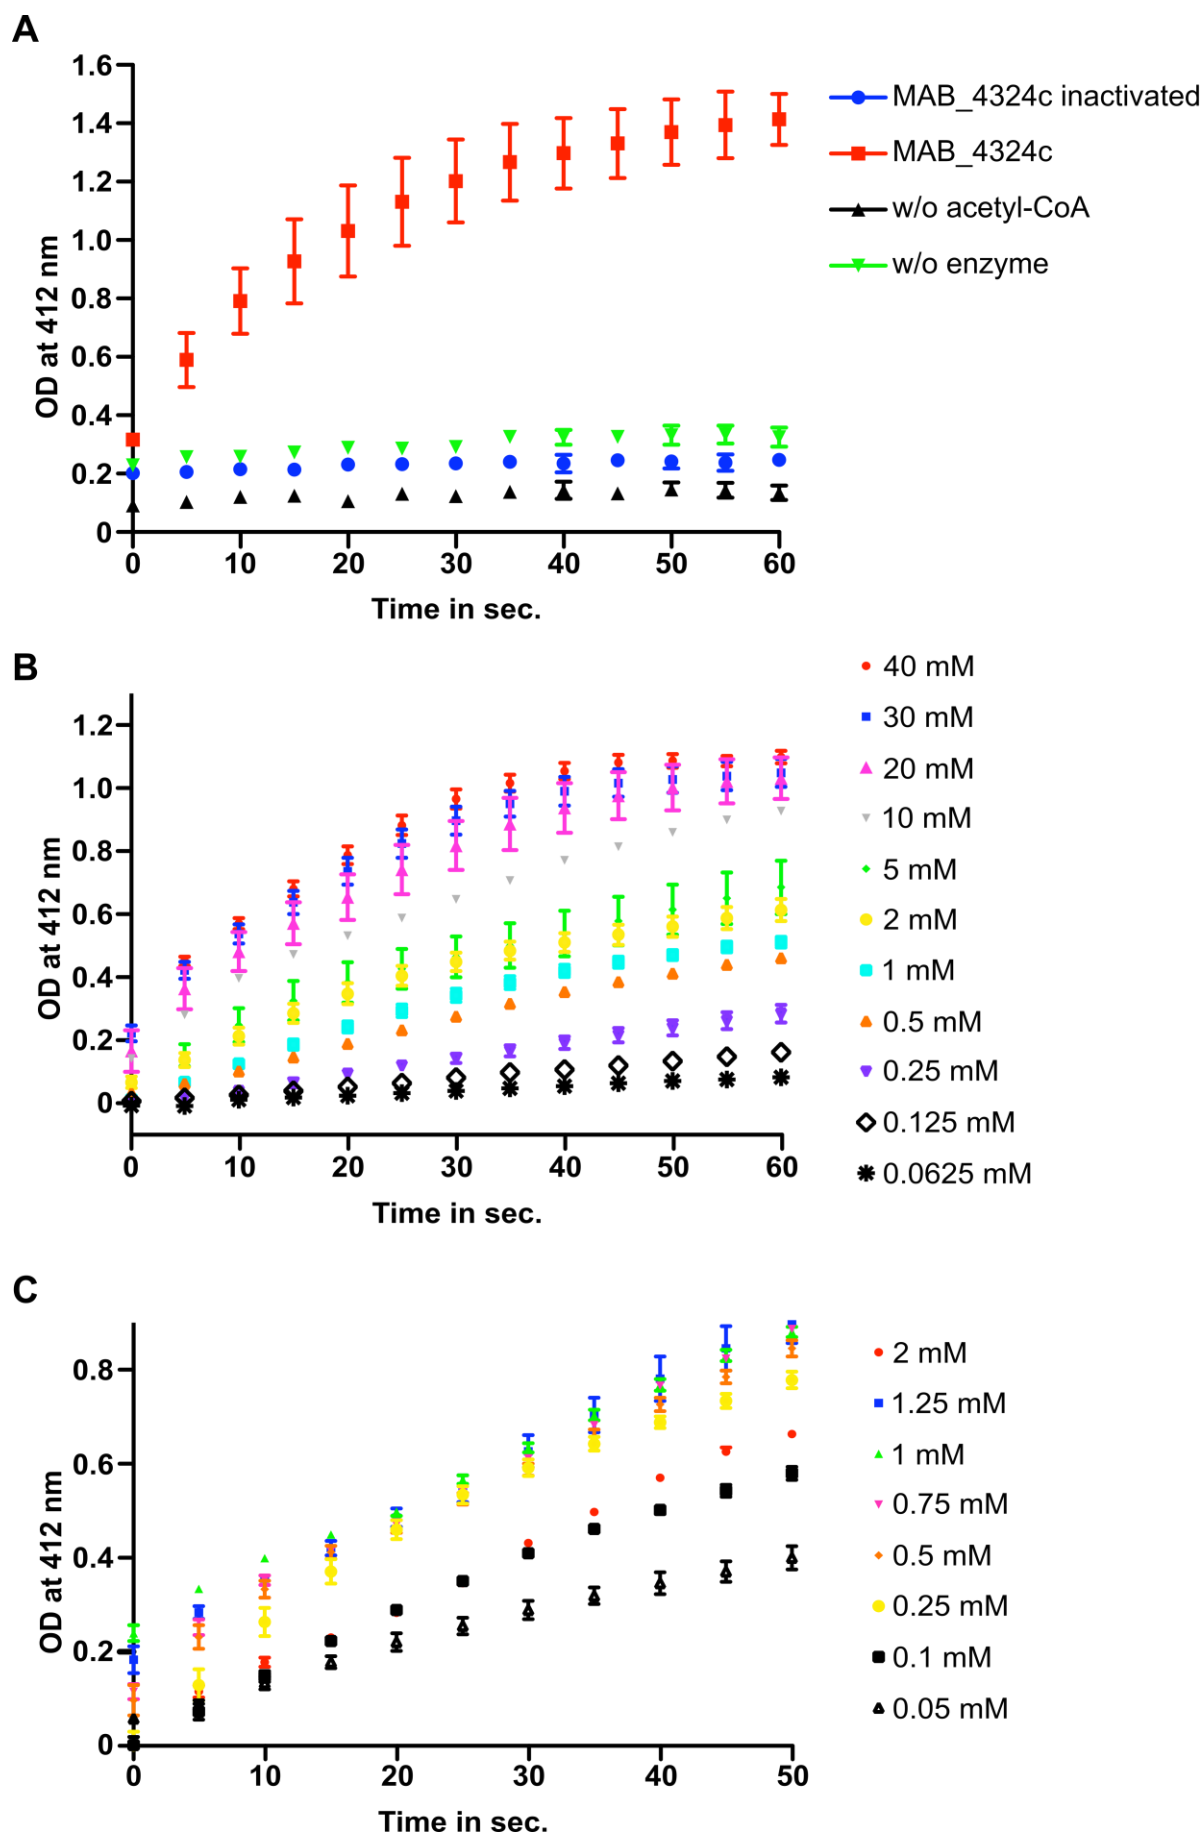 A
1.6
1.4
1.2
1.0
0.8
0.6
0.4
0.2
0
OD at 412 nm
0 10 20 30 40 50 60
Time in sec.
MAB_4324c inactivated
MAB_4324c
w/o acetyl-CoA
w/o enzyme
B
1.2
1.0
0.8
0.6
0.4
0.2
0
OD at 412 nm
0 10 20 30 40 50 60
Time in sec.
40 mM
30 mM
20 mM
10 mM
5 mM
2 mM
1 mM
0.5 mM
0.25 mM
0.125 mM
0.0625 mM
C
0.8
0.6
0.4
0.2
0
OD at 412 nm
0 10 20 30 40 50
Time in sec.
2 mM
1.25 mM
1 mM
0.75 mM
0.5 mM
0.25 mM
0.1 mM
0.05 mM